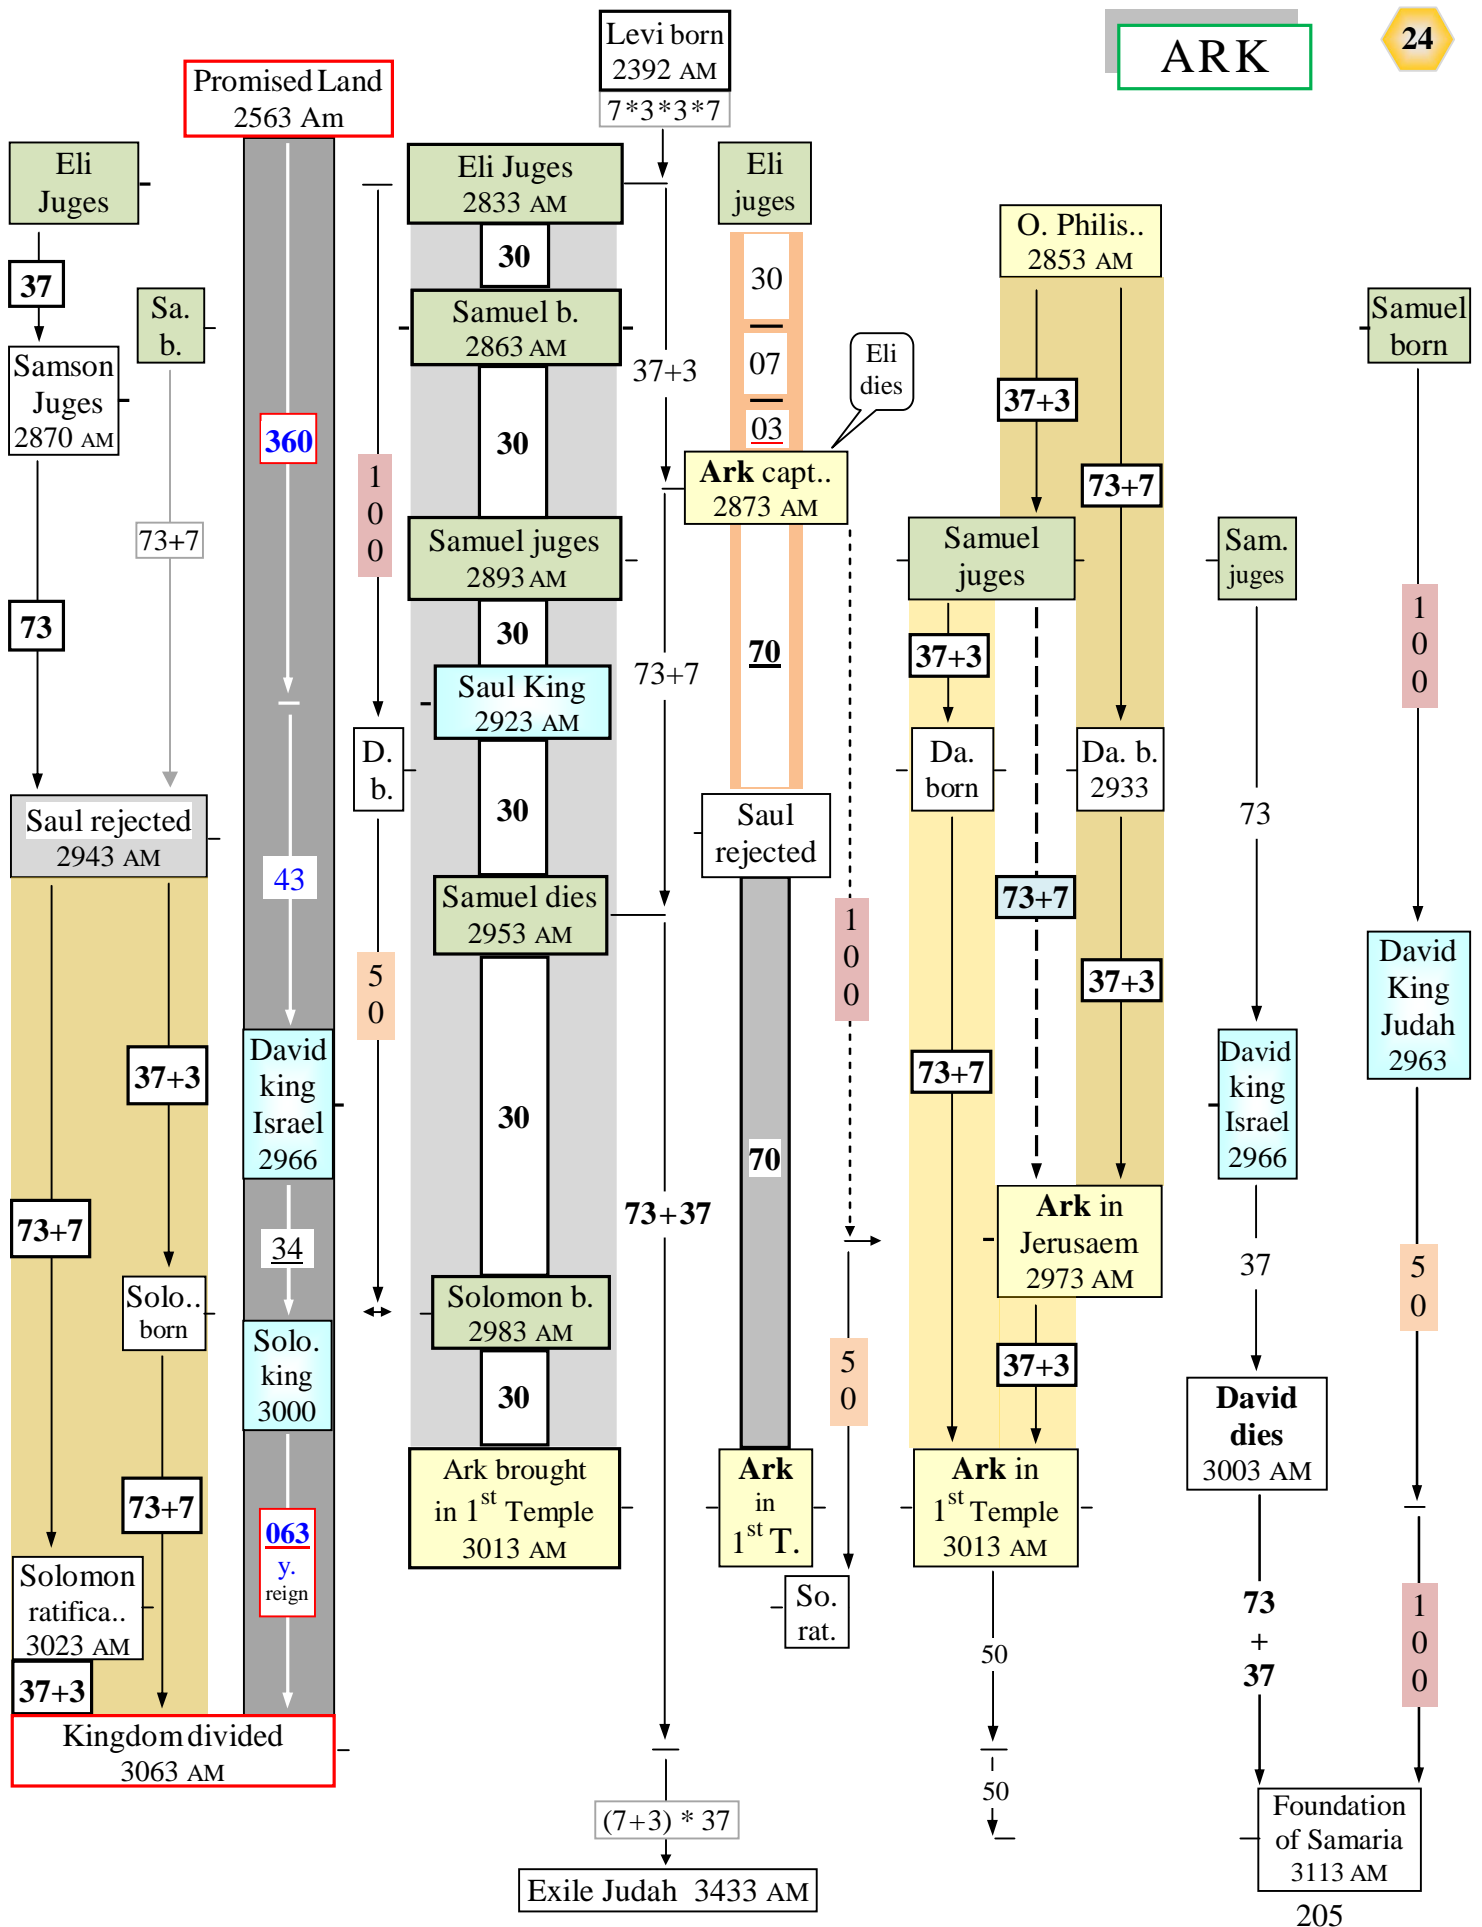 Levi born
2392 AM
7*3*3*7
ARK
24
Promised Land
2563 Am
Eli
Juges
37
Samson
Juges
2870 AM
73
Sa.
b.
73+7
Saul rejected
2943 AM
73+7
37+3
Solo..
born
73+7
Solomon
ratifica..
3023 AM
37+3
Kingdom divided
3063 AM
360
43
David
king
Israel
2966
34
Solo.
king
3000
063
y.
reign
1
0
0
D.
b.
5
0
Eli Juges
2833 AM
30
Samuel b.
2863 AM
30
Samuel juges
2893 AM
30
Saul King
2923 AM
30
Samuel dies
2953 AM
30
Solomon b.
2983 AM
30
Ark brought
in 1st Temple
3013 AM
37+3
73+7
73+37
(7+3) * 37
Exile Judah 3433 AM
Eli
juges
30
07
03
Eli
dies
Ark capt..
2873 AM
70
Saul
rejected
70
Ark
in
1st T.
1
0
0
5
0
So.
rat.
O. Philis..
2853 AM
37+3
73+7
Samuel
juges
37+3
Da.
born
Da. b.
2933
73+7
37+3
73+7
Ark in
Jerusaem
2973 AM
37+3
Ark in
1st Temple
3013 AM
50
50
Sam.
juges
73
David
king
Israel
2966
37
David
dies
3003 AM
73
+
37
Samuel
born
1
0
0
David
King
Judah
2963
5
0
1
0
0
Foundation
of Samaria
3113 AM
205